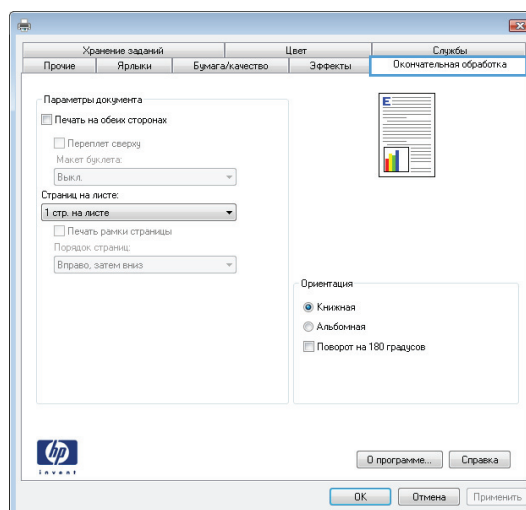 Хранение заданий Цвет Службы
Прочие Ярлыки Бумага/качество Эффекты Окончательная обработка
Параметры документа
Печать на обеих сторонах
Переплет сверху
Макет буклета:
Выкл.
Страниц на листе:
1 стр. на листе
Печать рамки страницы
Порядок страниц:
Вправо, затем вниз
E
Ориентация
Книжная
Альбомная
Поворот на 180 градусов
hp
invent
О программе... Справка
OK Отмена Применить